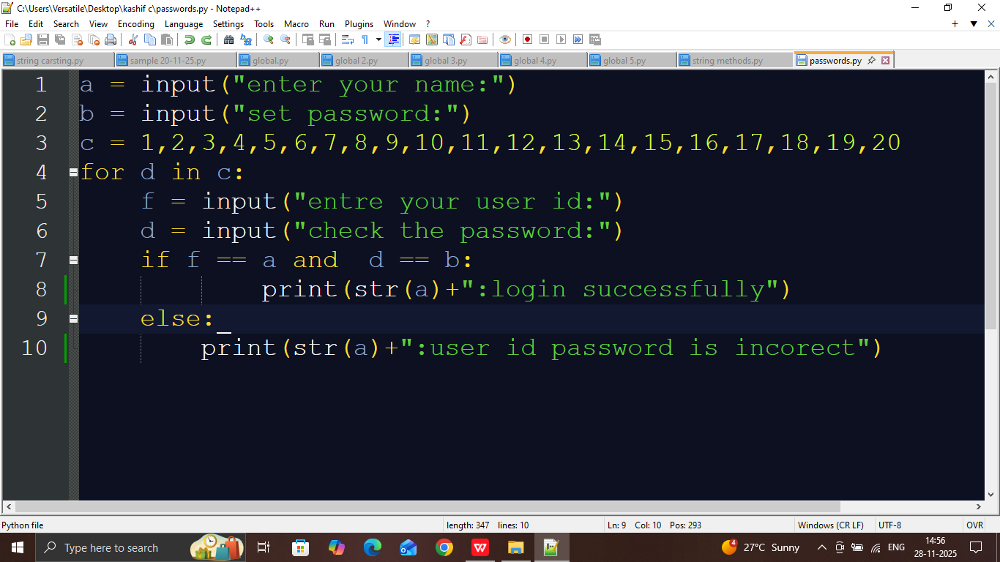 C:\Users\Versatile\Desktop\kashif c\passwords.py - Notepad++
File Edit Search View Encoding Language Settings Tools Macro Run Plugins Window ?
string carsting.py sample 20-11-25.py global.py global 2.py global 3.py global 4.py global 5.py string methods.py passwords.py
1 a = input("enter your name:")
2 b = input("set password:")
3 c = 1,2,3,4,5,6,7,8,9,10,11,12,13,14,15,16,17,18,19,20
4 for d in c:
5     f = input("entre your user id:")
6     d = input("check the password:")
7     if f == a and  d == b:
8             print(str(a)+":login successfully")
9     else:
10         print(str(a)+":user id password is incorect")
Python file length: 347 lines: 10 Ln: 9 Col: 10 Pos: 293 Windows (CR LF) UTF-8 OVR
Type here to search 4 27°C Sunny ENG 14:56
28-11-2025